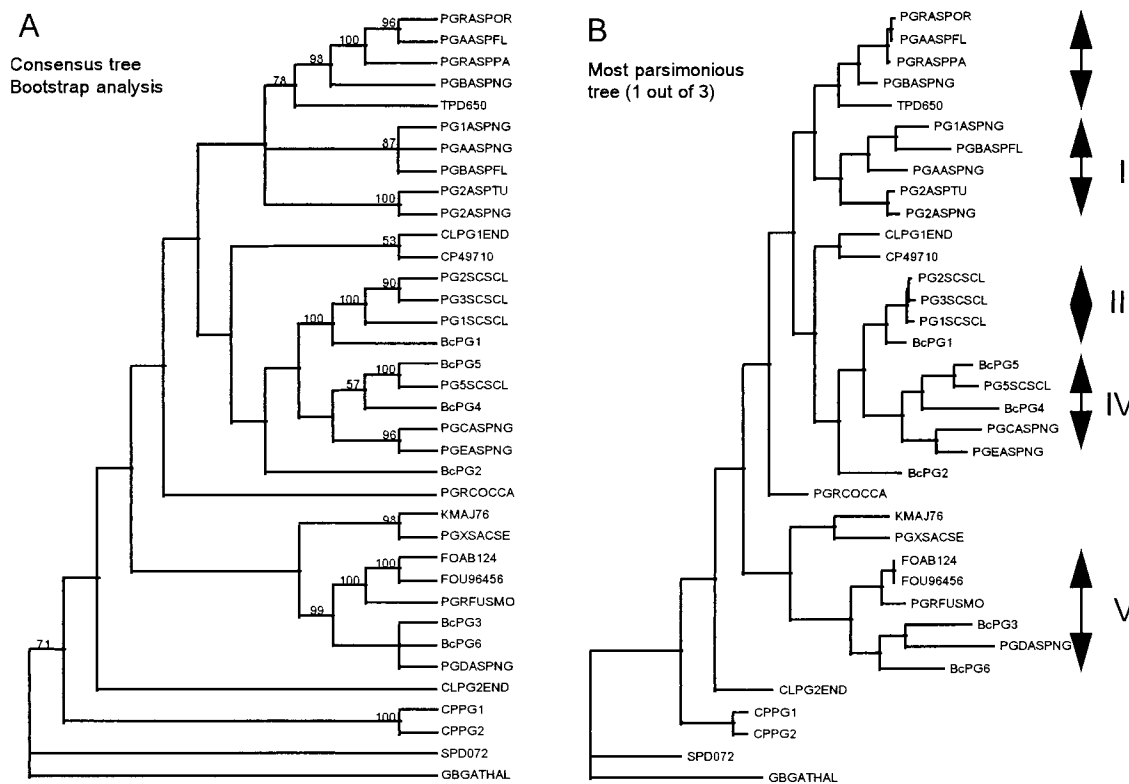 A
Consensus tree
Bootstrap analysis
96
100
98
78
87
100
53
90
100
100
100
57
96
98
100
100
99
71
100
PGRASPOR
PGAASPFL
PGRASPPA
PGBASPNG
TPD650
PG1ASPNG
PGAASPNG
PGBASPFL
PG2ASPTU
PG2ASPNG
CLPG1END
CP49710
PG2SCSCL
PG3SCSCL
PG1SCSCL
BcPG1
BcPG5
PG5SCSCL
BcPG4
PGCASPNG
PGEASPNG
BcPG2
PGRCOCCA
KMAJ76
PGXSACSE
FOAB124
FOU96456
PGRFUSMO
BcPG3
BcPG6
PGDASPNG
CLPG2END
CPPG1
CPPG2
SPD072
GBGATHAL
B
Most parsimonious
tree (1 out of 3)
PGRASPOR
PGAASPFL
PGRASPPA
PGBASPNG
TPD650
PG1ASPNG
PGBASPFL
PGAASPNG
PG2ASPTU
PG2ASPNG
CLPG1END
CP49710
PG2SCSCL
PG3SCSCL
PG1SCSCL
BcPG1
BcPG5
PG5SCSCL
BcPG4
PGCASPNG
PGEASPNG
BcPG2
PGRCOCCA
KMAJ76
PGXSACSE
FOAB124
FOU96456
PGRFUSMO
BcPG3
PGDASPNG
BcPG6
CLPG2END
CPPG1
CPPG2
SPD072
GBGATHAL
I
II
IV
V